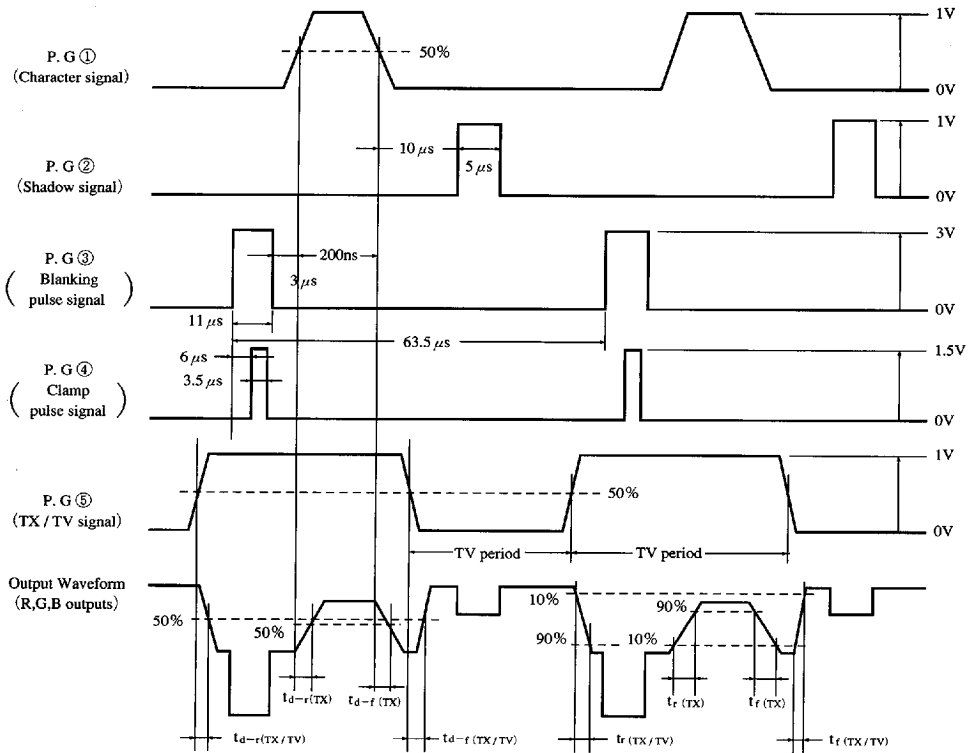 P. G ①
(Character signal)
50%
1V
0V
P. G ②
(Shadow signal)
10 μs
5 μs
1V
0V
P. G ③
Blanking
pulse signal
200ns
3 μs
11 μs
63.5 μs
3V
0V
P. G ④
Clamp
pulse signal
6 μs
3.5 μs
1.5V
0V
P. G ⑤
(TX / TV signal)
50%
1V
0V
TV period
TV period
Output Waveform
(R,G,B outputs)
50%
50%
10%
90%
90%
10%
td−r(TX)
td−f(TX)
tr(TX)
tf(TX)
td−r(TX/TV)
td−f(TX/TV)
tr(TX/TV)
tf(TX/TV)